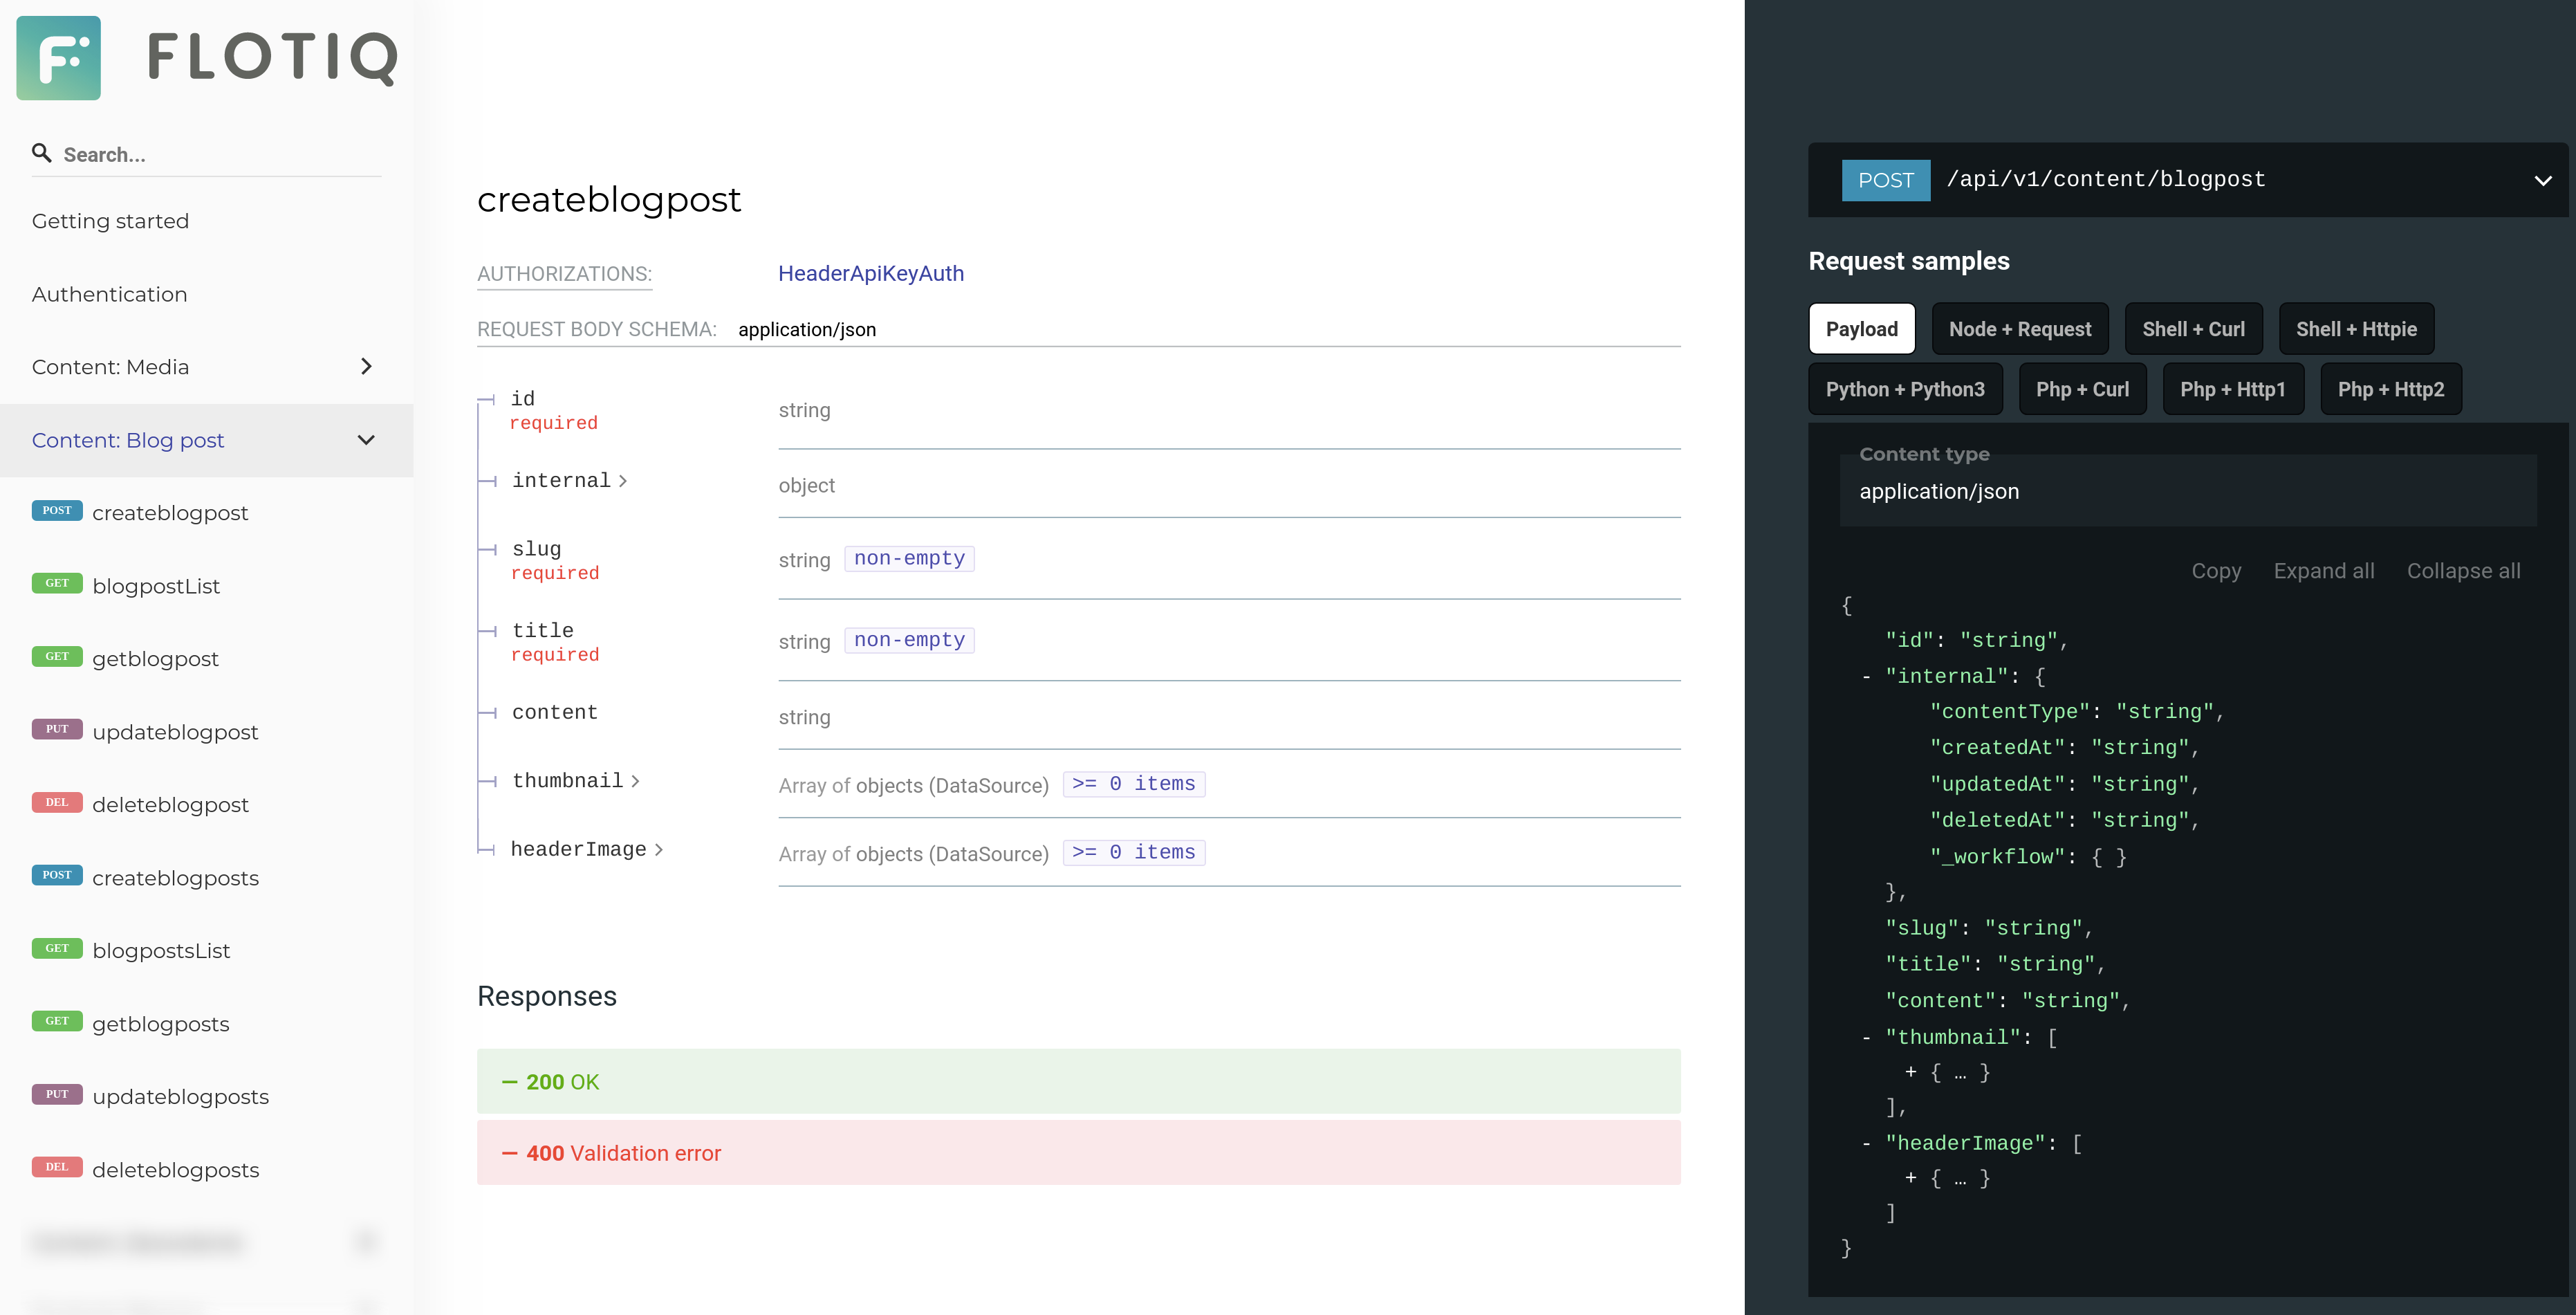 FLOTIQ
Search...
Getting started
Authentication
Content: Media
Content: Blog post
POST createblogpost
GET blogpostList
GET getblogpost
PUT updateblogpost
DEL deleteblogpost
POST createblogposts
GET blogpostsList
GET getblogposts
PUT updateblogposts
DEL deleteblogposts
createblogpost
AUTHORIZATIONS: HeaderApiKeyAuth
REQUEST BODY SCHEMA: application/json
id
required
string
internal
object
slug
required
string non-empty
title
required
string non-empty
content
string
thumbnail
Array of objects (DataSource) >= 0 items
headerImage
Array of objects (DataSource) >= 0 items
Responses
— 200 OK
— 400 Validation error
POST /api/v1/content/blogpost
Request samples
Payload Node + Request Shell + Curl Shell + Httpie
Python + Python3 Php + Curl Php + Http1 Php + Http2
Content type
application/json
Copy Expand all Collapse all
{
"id": "string",
- "internal": {
"contentType": "string",
"createdAt": "string",
"updatedAt": "string",
"deletedAt": "string",
"_workflow": { }
},
"slug": "string",
"title": "string",
"content": "string",
- "thumbnail": [
+ { … }
],
- "headerImage": [
+ { … }
]
}